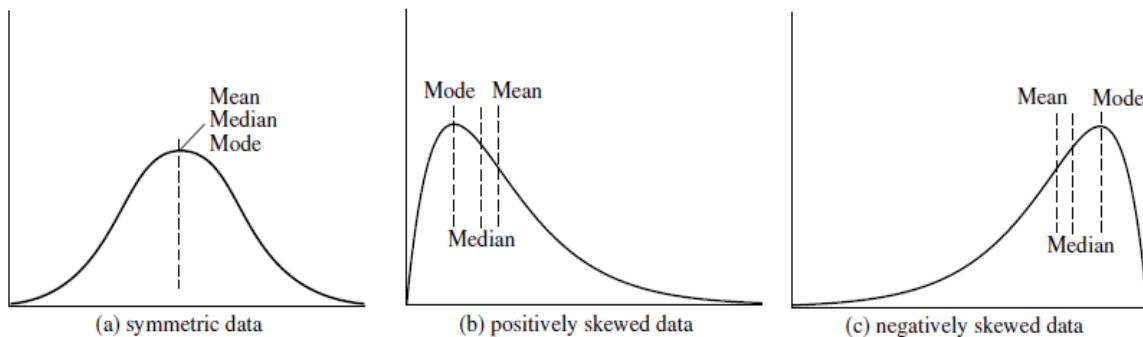 Mean
Median
Mode
(a) symmetric data
Mode Mean
Median
(b) positively skewed data
Mean Mode
Median
(c) negatively skewed data